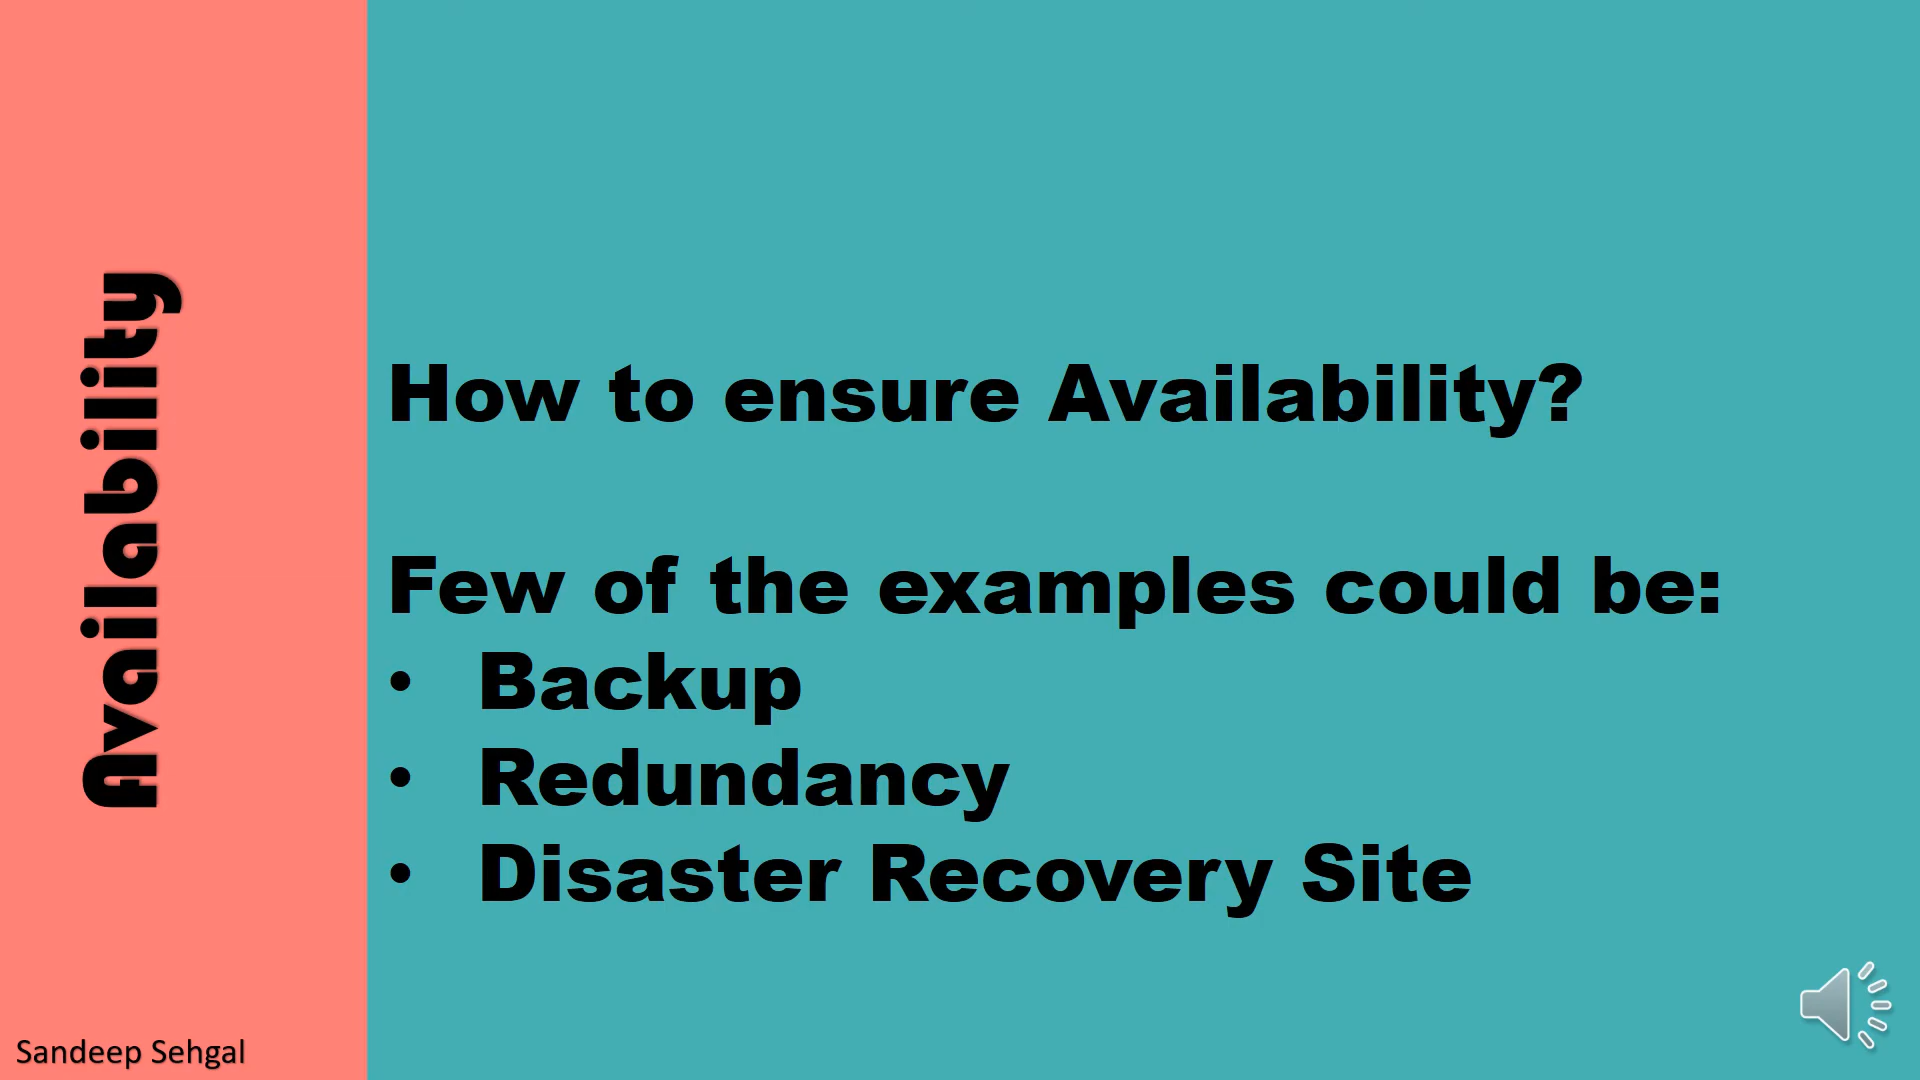 Availability
How to ensure Availability?
Few of the examples could be:
• Backup
• Redundancy
• Disaster Recovery Site
Sandeep Sehgal